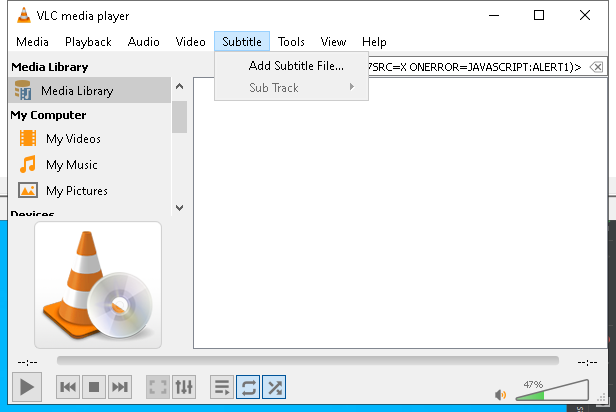 VLC media player
Media Playback Audio Video Subtitle Tools View Help
Media Library
7SRC=X ONERROR=JAVASCRIPT:ALERT1)>
Add Subtitle File...
Sub Track
Media Library
My Computer
My Videos
My Music
My Pictures
Devices
--:--
--:--
47%